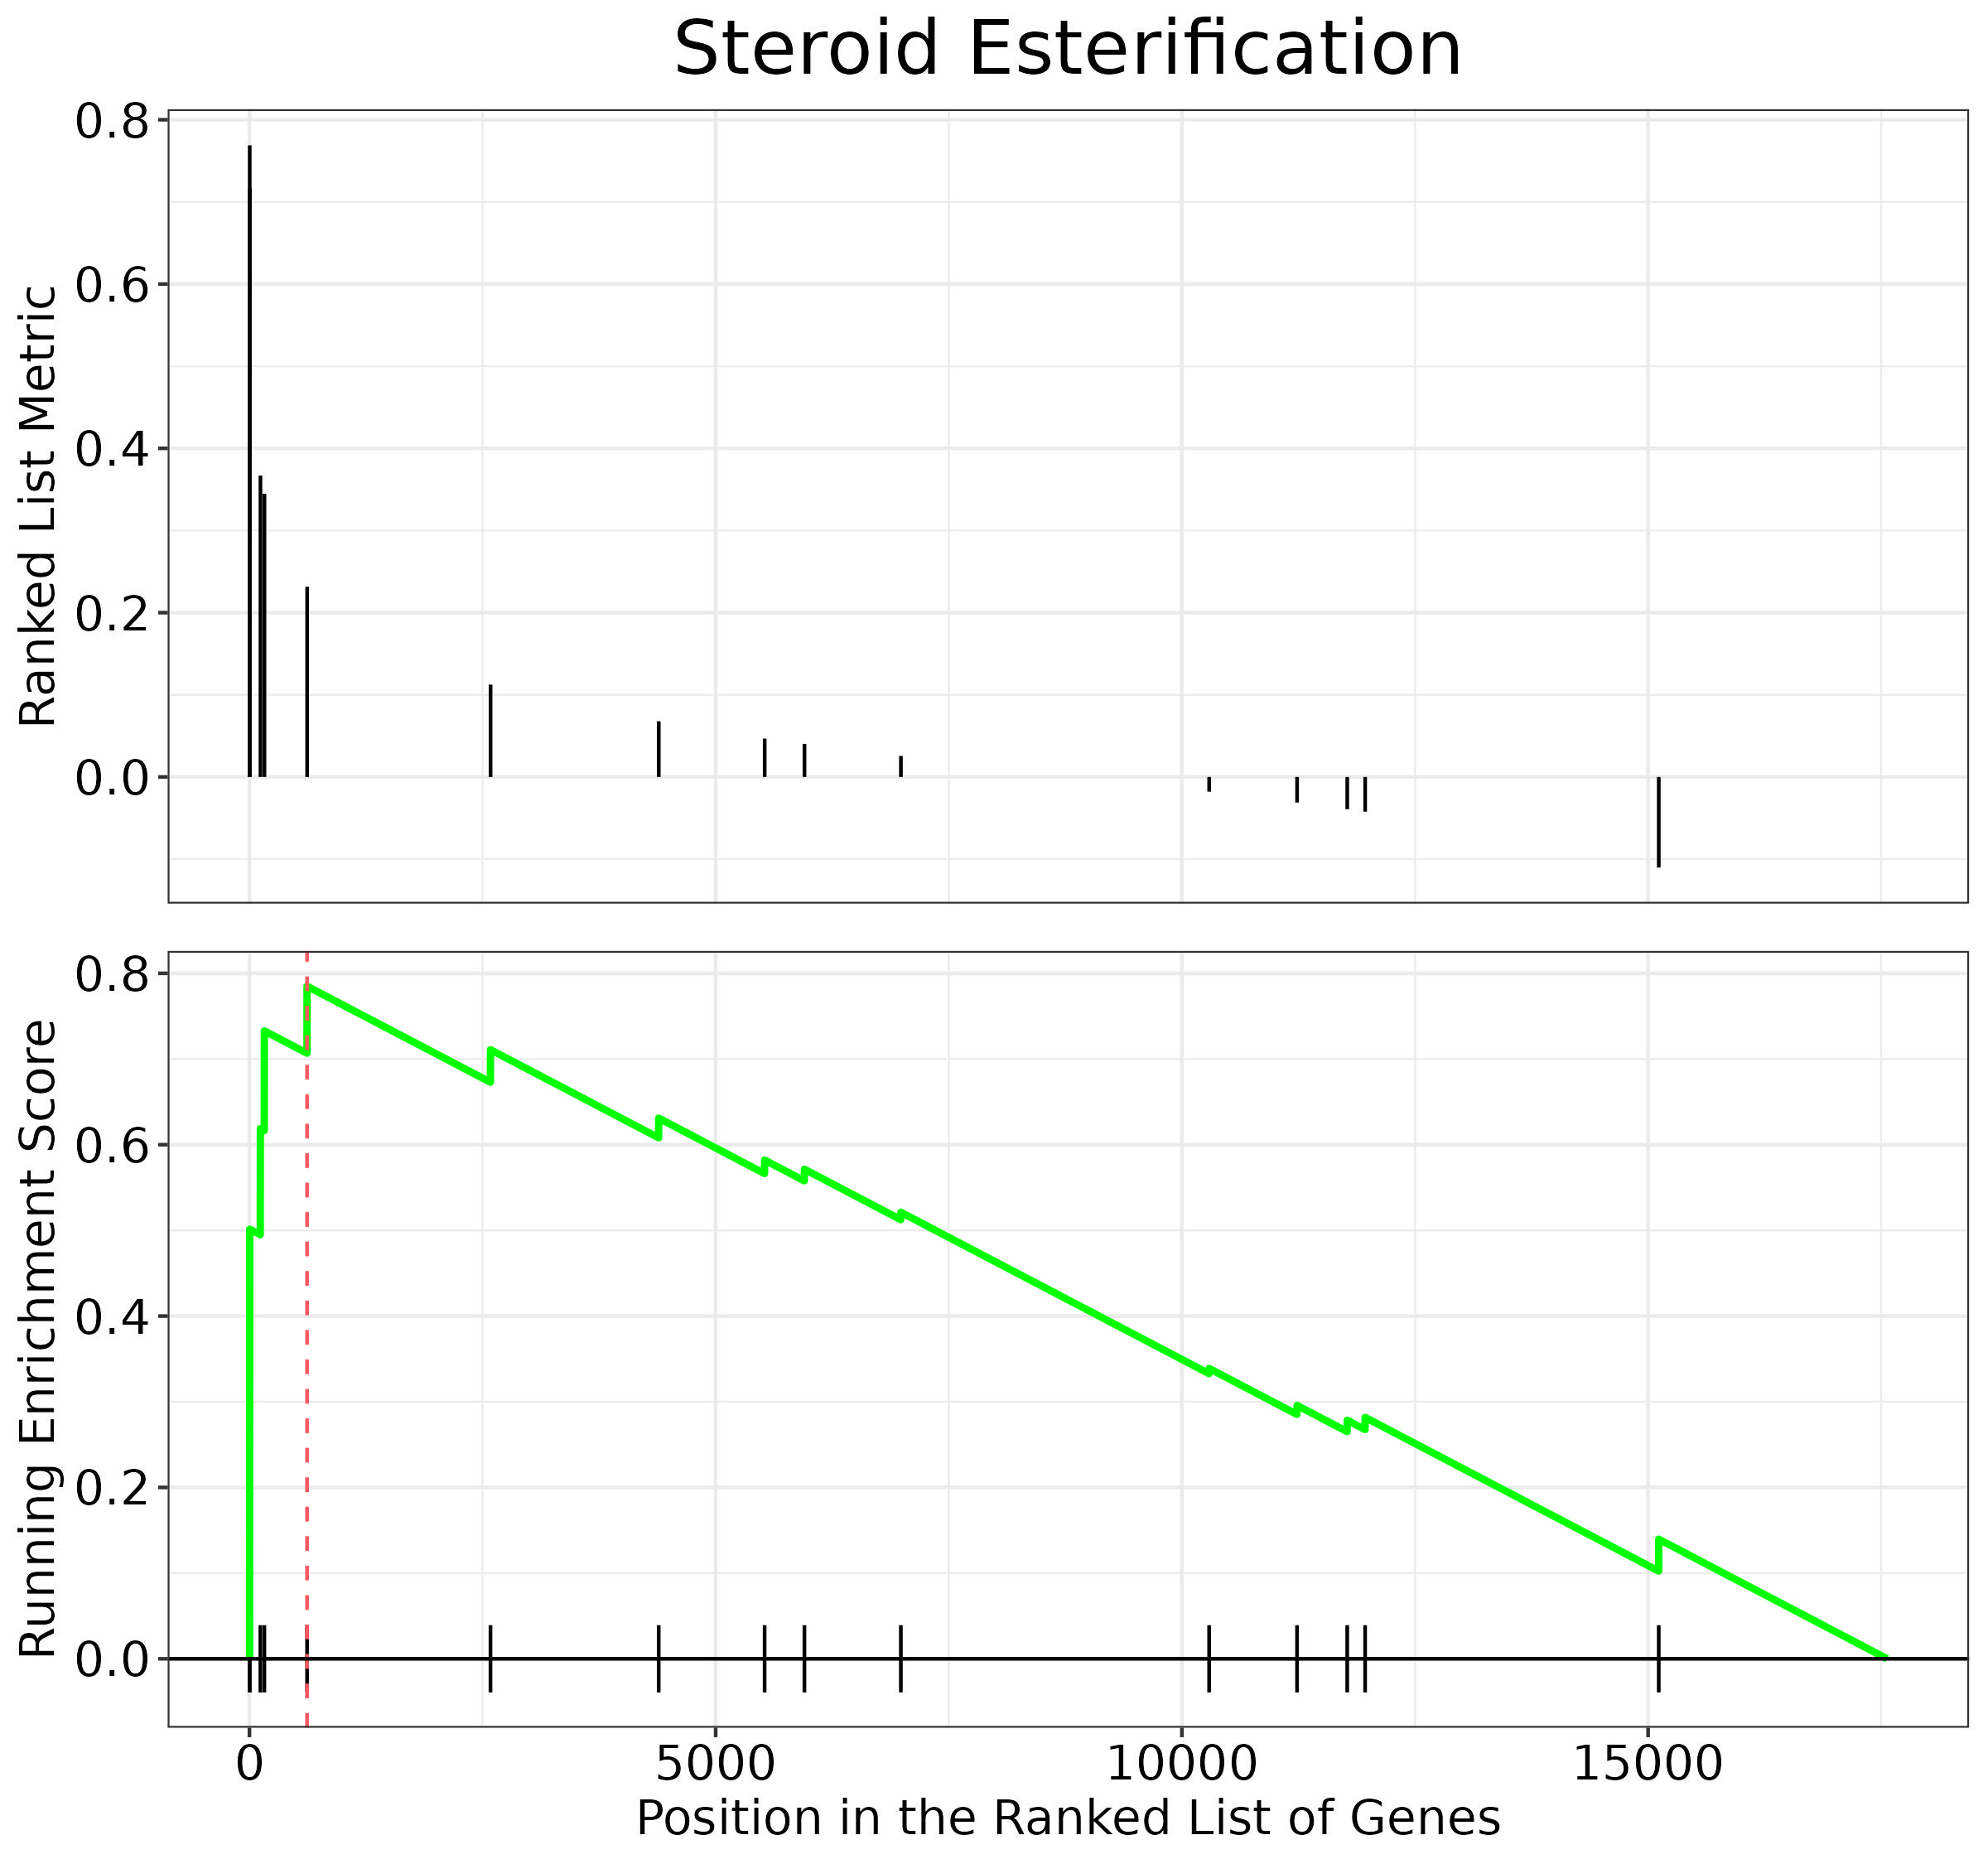 Steroid Esterification
Ranked List Metric
0.8
0.6
0.4
0.2
0.0
Running Enrichment Score
0.8
0.6
0.4
0.2
0.0
0 5000 10000 15000
Position in the Ranked List of Genes